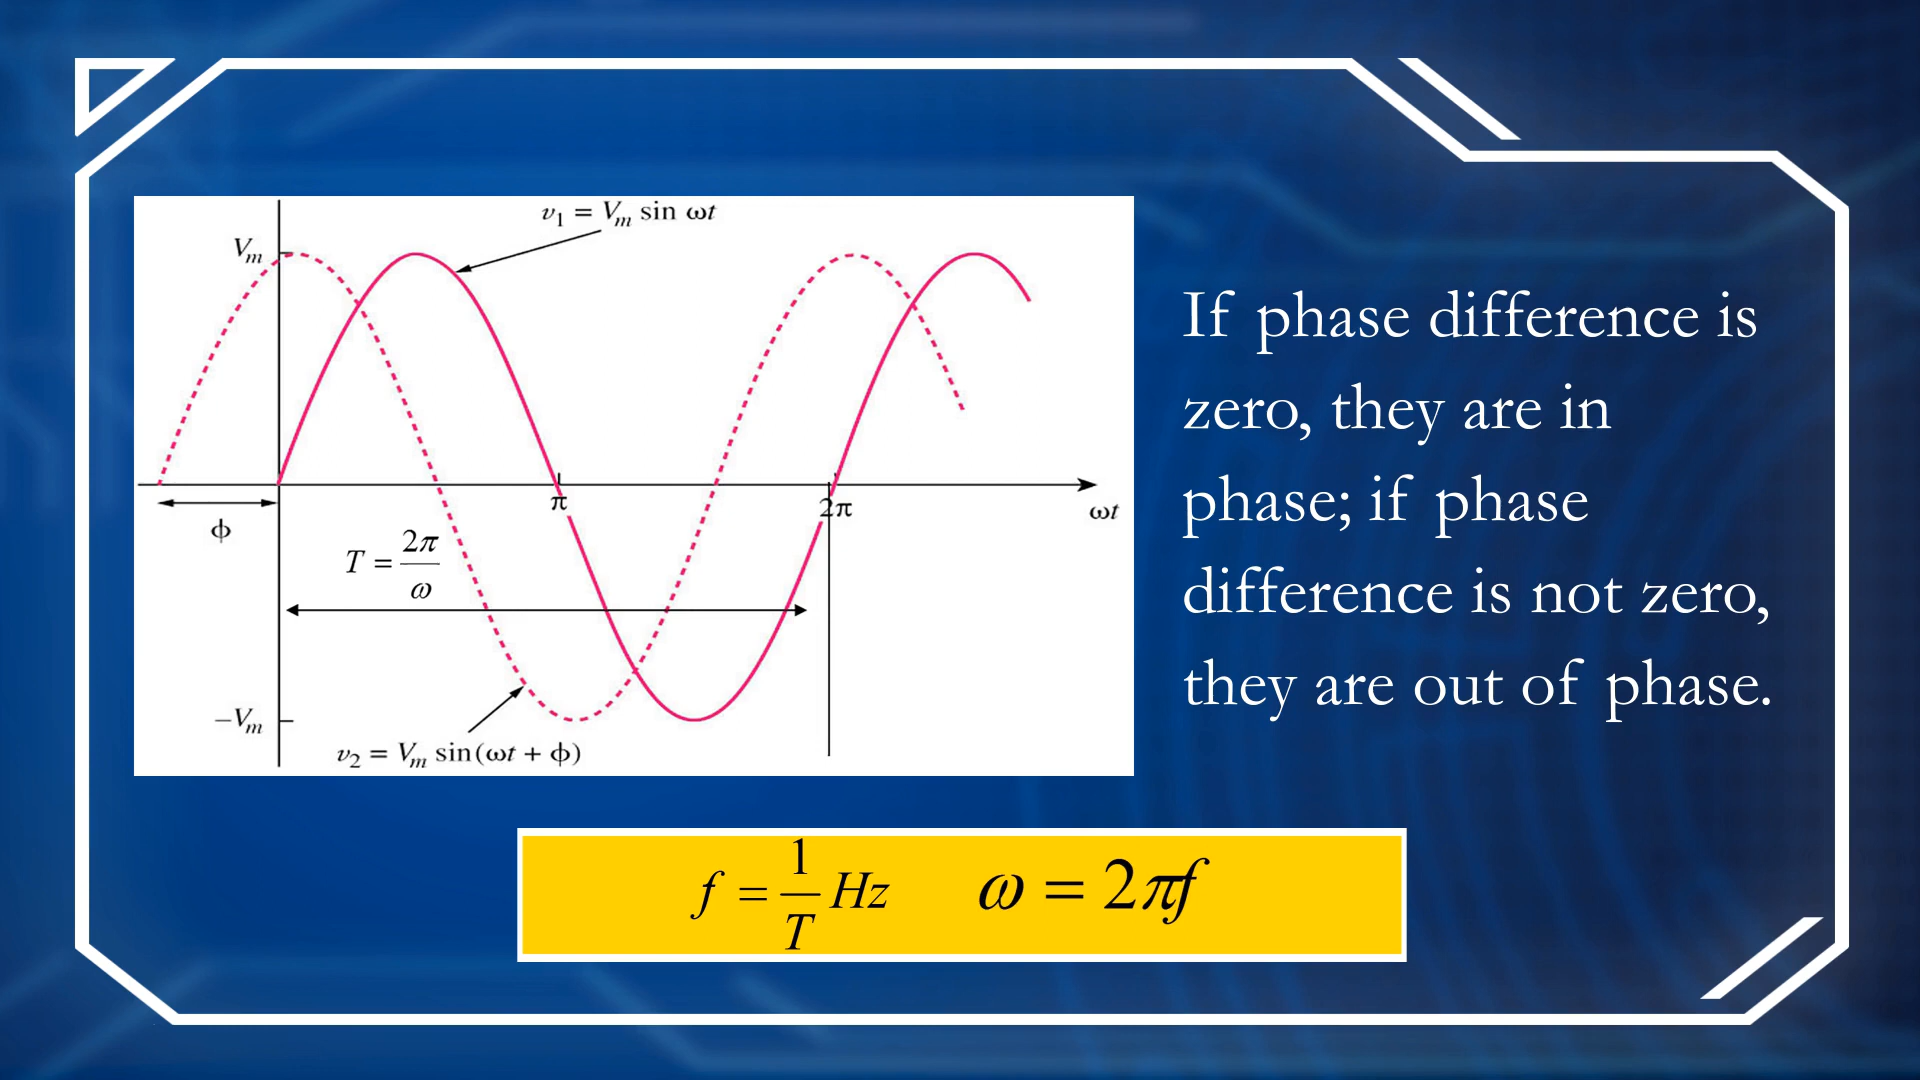 v₁ = Vₘ sin ωt
Vₘ
π
2π
ωt
ϕ
T = 2π/ω
−Vₘ
v₂ = Vₘ sin(ωt + ϕ)
If phase difference is
zero, they are in
phase; if phase
difference is not zero,
they are out of phase.
f = 1/T Hz ω = 2πf